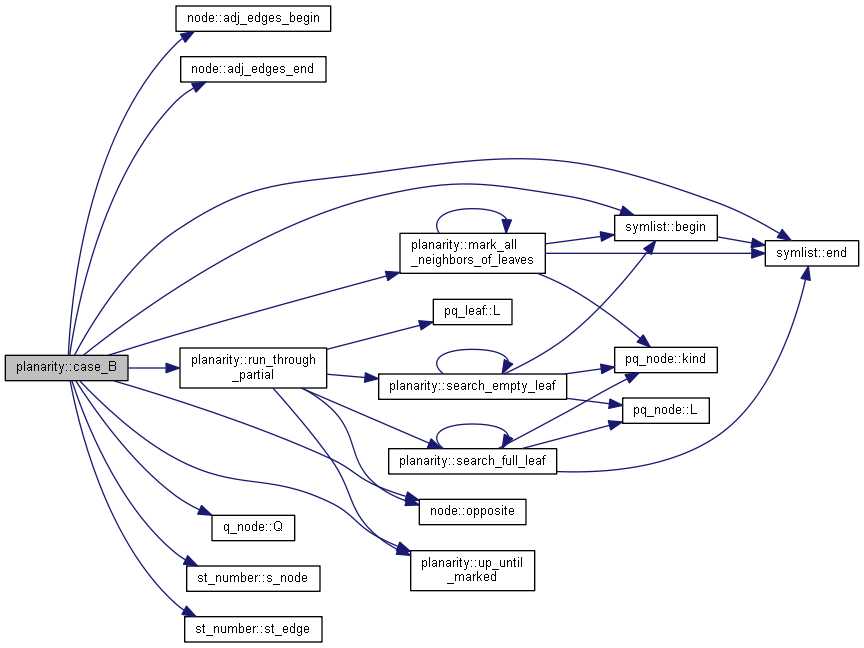 node::adj_edges_begin
node::adj_edges_end
symlist::begin
planarity::mark_all
_neighbors_of_leaves
symlist::end
pq_leaf::L
planarity::case_B
planarity::run_through
_partial
pq_node::kind
planarity::search_empty_leaf
pq_node::L
planarity::search_full_leaf
node::opposite
q_node::Q
planarity::up_until
_marked
st_number::s_node
st_number::st_edge